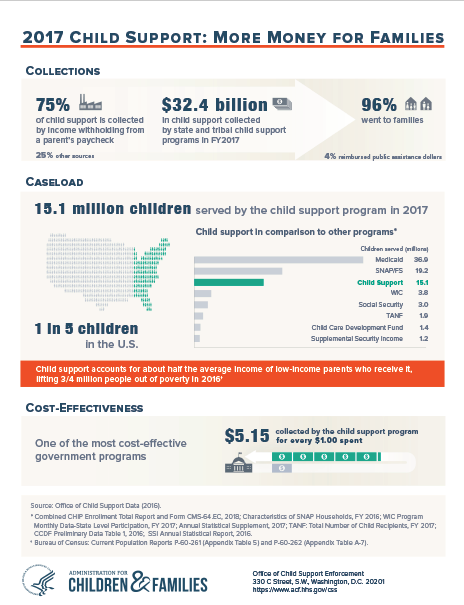 2017 Child Support: More Money for Families
Collections
75%
of child support is collected
by income withholding from
a parent's paycheck
25% other sources
$32.4 billion
in child support collected
by state and tribal child support
programs in FY2017
96%
went to families
4% reimbursed public assistance dollars
Caseload
15.1 million children served by the child support program in 2017
1 in 5 children
in the U.S.
Child support in comparison to other programs*
Children served (millions)
Medicaid 36.9
SNAP/FS 19.2
Child Support 15.1
WIC 3.8
Social Security 3.0
TANF 1.9
Child Care Development Fund 1.4
Supplemental Security Income 1.2
Child support accounts for about half the average income of low-income parents who receive it,
lifting 3/4 million people out of poverty in 2016
Cost-Effectiveness
One of the most cost-effective
government programs
$5.15 collected by the child support program
for every $1.00 spent
Source: Office of Child Support Data (2016).
* Combined CHIP Enrollment Total Report and Form CMS-64.EC, 2018; Characteristics of SNAP Households, FY 2016; WIC Program
Monthly Data-State Level Participation, FY 2017; Annual Statistical Supplement, 2017; TANF: Total Number of Child Recipients, FY 2017;
CCDF Preliminary Data Table 1, 2016; SSI Annual Statistical Report, 2016.
Bureau of Census: Current Population Reports P-60-261 (Appendix Table 5) and P-60-262 (Appendix Table A-7).
ADMINISTRATION FOR
CHILDREN & FAMILIES
Office of Child Support Enforcement
330 C Street, S.W., Washington, D.C. 20201
https://www.acf.hhs.gov/css